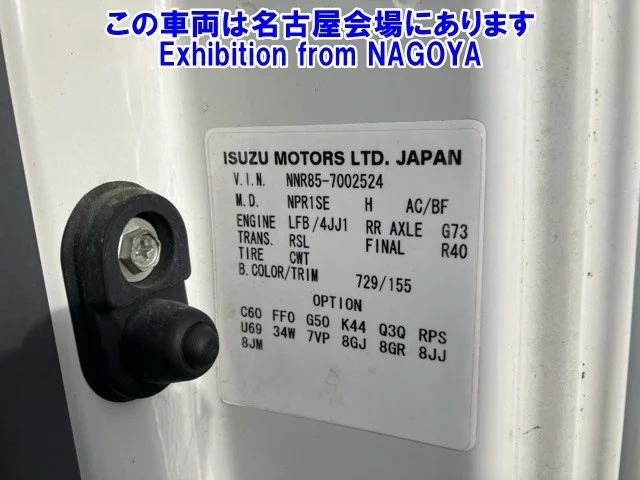 この車両は名古屋会場にあります
Exhibition from NAGOYA
ISUZU MOTORS LTD. JAPAN
V.I.N. NNR85-7002524
M.D. NPR1SE H AC/BF
ENGINE LFB/4JJ1 RR AXLE G73
TRANS. RSL FINAL R40
TIRE CWT
B.COLOR/TRIM 729/155
OPTION
C60 FF0 G50 K44 Q3Q RPS
U69 34W 7VP 8GJ 8GR 8JJ
8JM